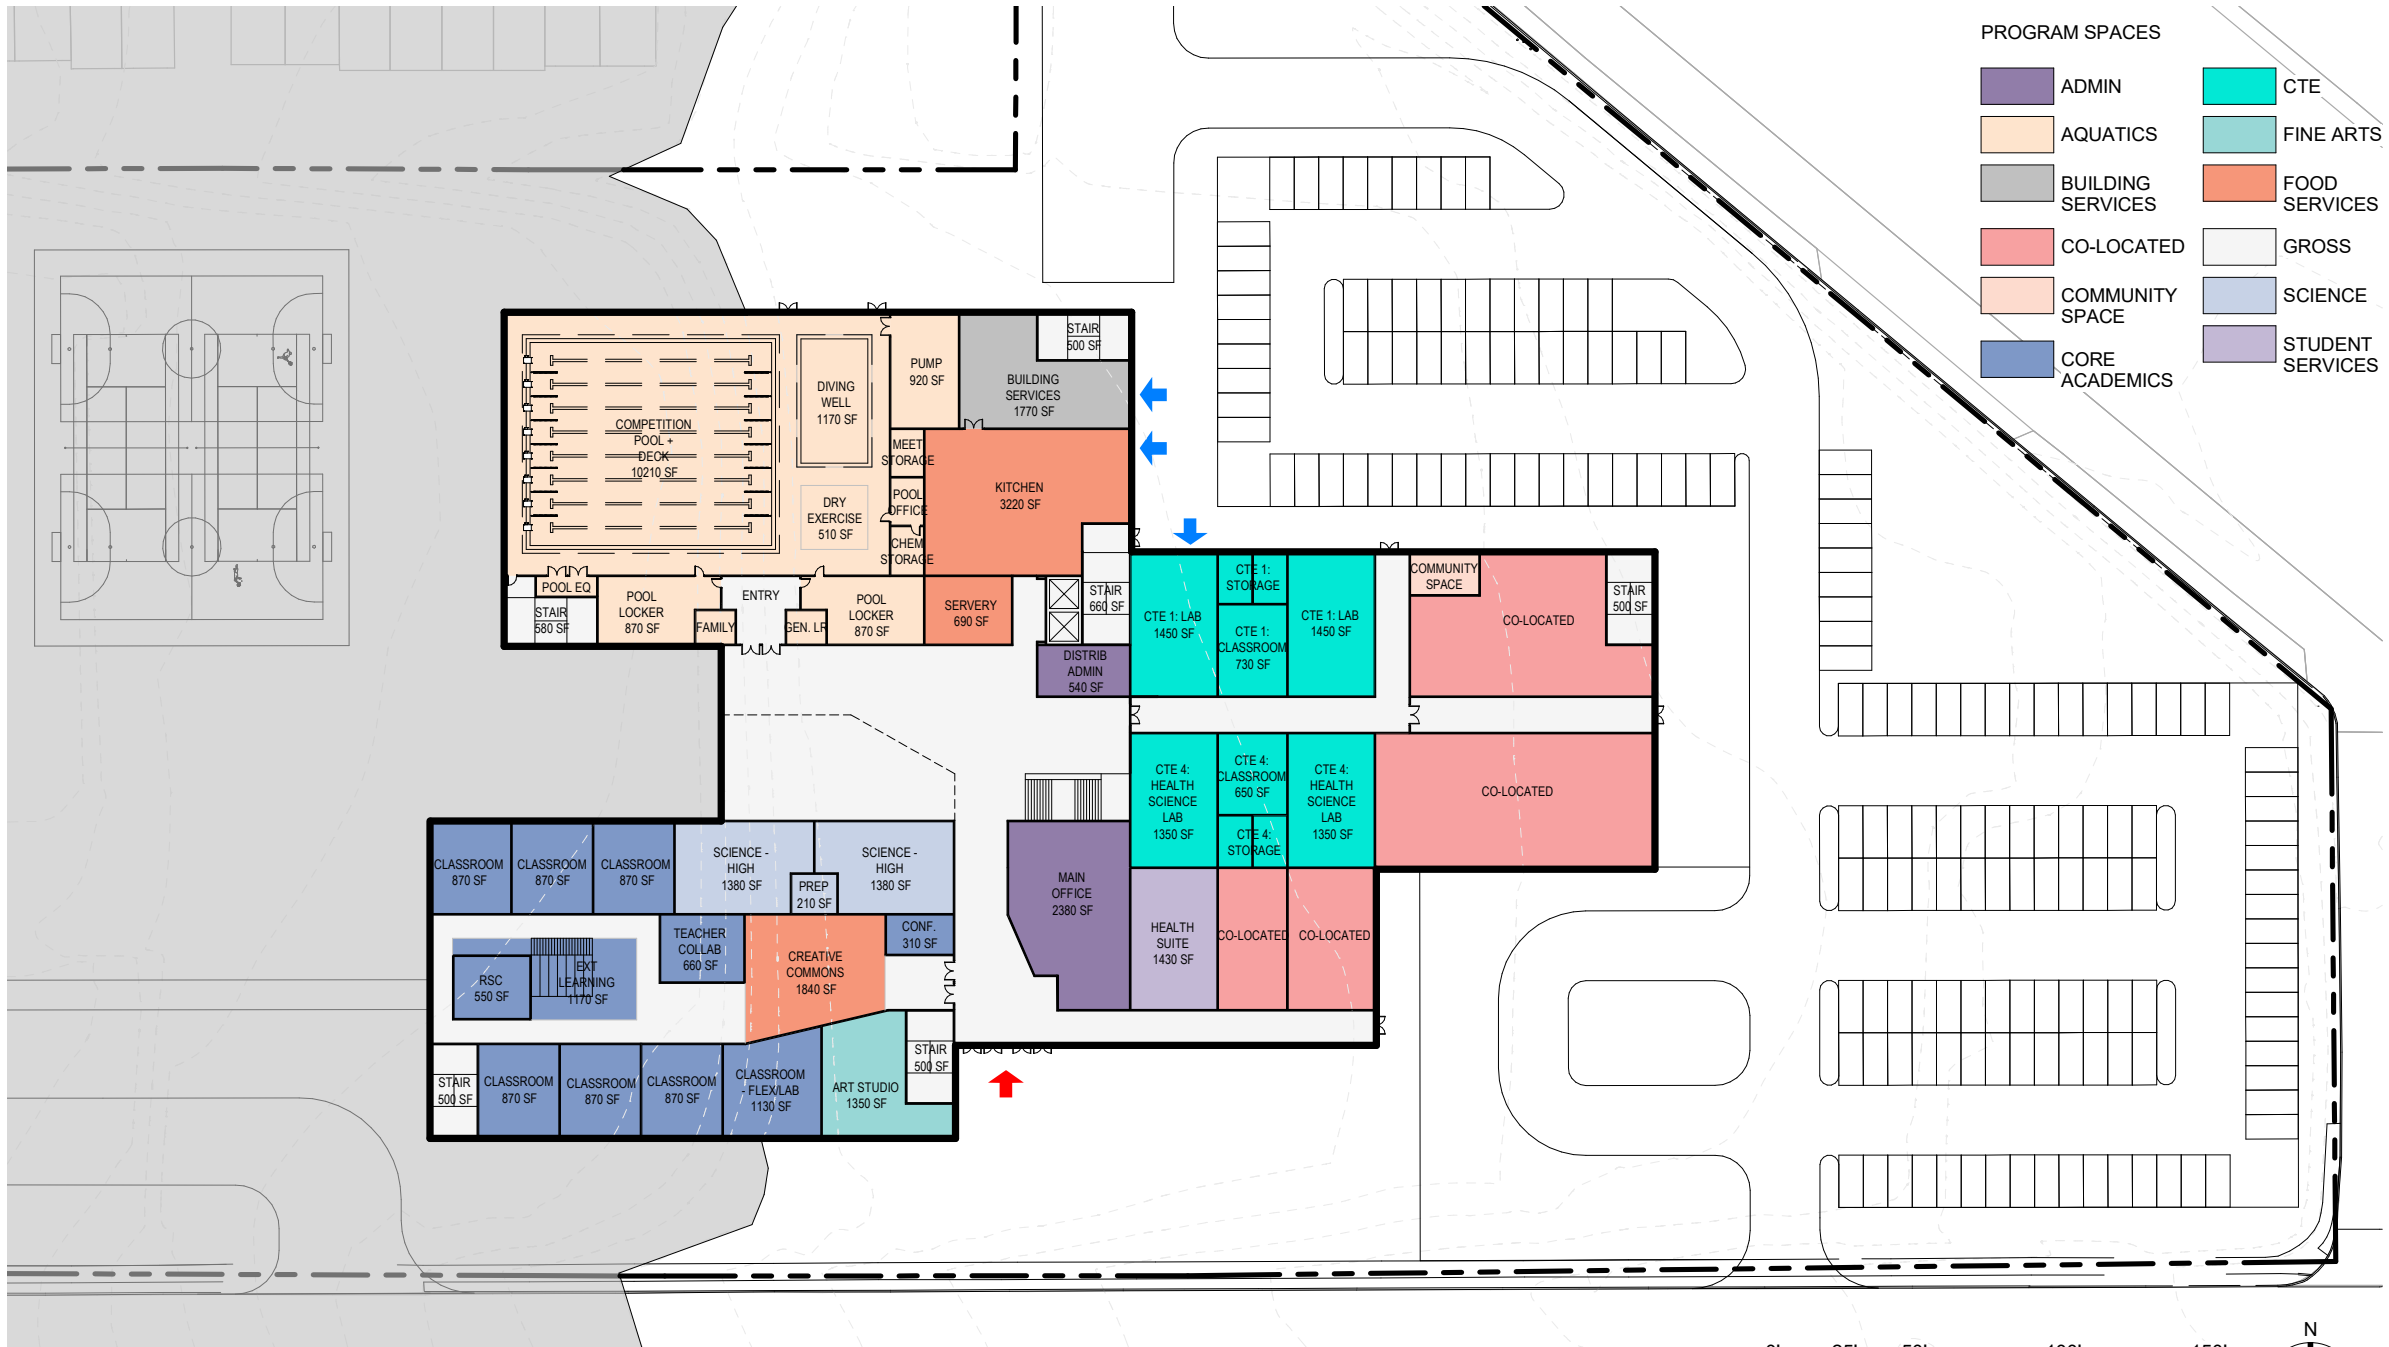 PROGRAM SPACES
ADMIN
AQUATICS
BUILDING
SERVICES
CO-LOCATED
COMMUNITY
SPACE
CORE
ACADEMICS
CTE
FINE ARTS
FOOD
SERVICES
GROSS
SCIENCE
STUDENT
SERVICES
STAIR
500 SF
PUMP
920 SF
BUILDING
SERVICES
1770 SF
DIVING
WELL
1170 SF
COMPETITION
POOL +
DECK
10210 SF
MEET
STORAGE
POOL
OFFICE
CHEM
STORAGE
KITCHEN
3220 SF
DRY
EXERCISE
510 SF
POOL EQ
STAIR
580 SF
POOL
LOCKER
870 SF
FAMILY
ENTRY
GEN. LR
POOL
LOCKER
870 SF
SERVERY
690 SF
STAIR
660 SF
DISTRIB
ADMIN
540 SF
CTE 1: LAB
1450 SF
CTE 1:
STORAGE
CTE 1:
CLASSROOM
730 SF
CTE 1: LAB
1450 SF
COMMUNITY
SPACE
CO-LOCATED
STAIR
500 SF
CTE 4:
HEALTH
SCIENCE
LAB
1350 SF
CTE 4:
CLASSROOM
650 SF
CTE 4:
STORAGE
CTE 4:
HEALTH
SCIENCE
LAB
1350 SF
CO-LOCATED
CLASSROOM
870 SF
CLASSROOM
870 SF
CLASSROOM
870 SF
SCIENCE -
HIGH
1380 SF
PREP
210 SF
SCIENCE -
HIGH
1380 SF
MAIN
OFFICE
2380 SF
HEALTH
SUITE
1430 SF
CO-LOCATED
CO-LOCATED
TEACHER
COLLAB
660 SF
CREATIVE
COMMONS
1840 SF
CONF.
310 SF
RSC
550 SF
EXT
LEARNING
1170 SF
STAIR
500 SF
CLASSROOM
870 SF
CLASSROOM
870 SF
CLASSROOM
870 SF
CLASSROOM
- FLEX/LAB
1130 SF
ART STUDIO
1350 SF
STAIR
500 SF
N